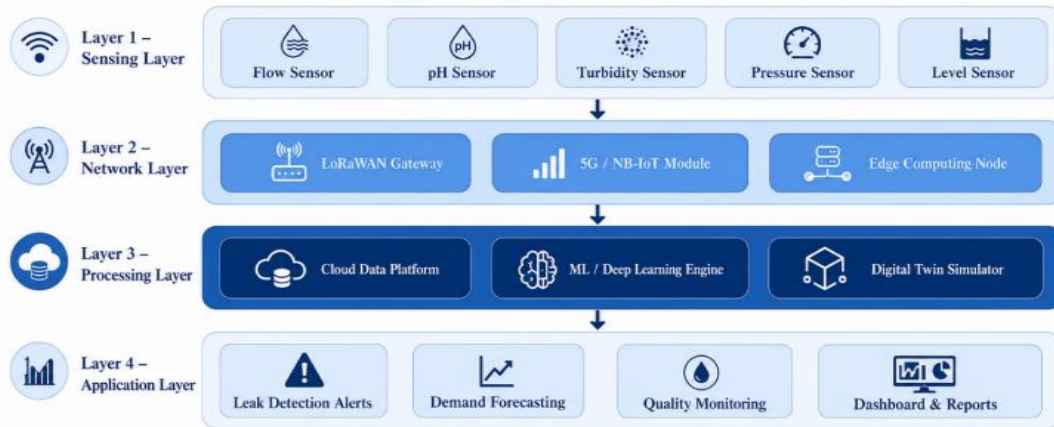 Layer 1 –
Sensing Layer
Flow Sensor
pH
pH Sensor
Turbidity Sensor
Pressure Sensor
Level Sensor
Layer 2 –
Network Layer
LoRaWAN Gateway
5G / NB-IoT Module
Edge Computing Node
Layer 3 –
Processing Layer
Cloud Data Platform
ML / Deep Learning Engine
Digital Twin Simulator
Layer 4 –
Application Layer
Leak Detection Alerts
Demand Forecasting
Quality Monitoring
Dashboard & Reports